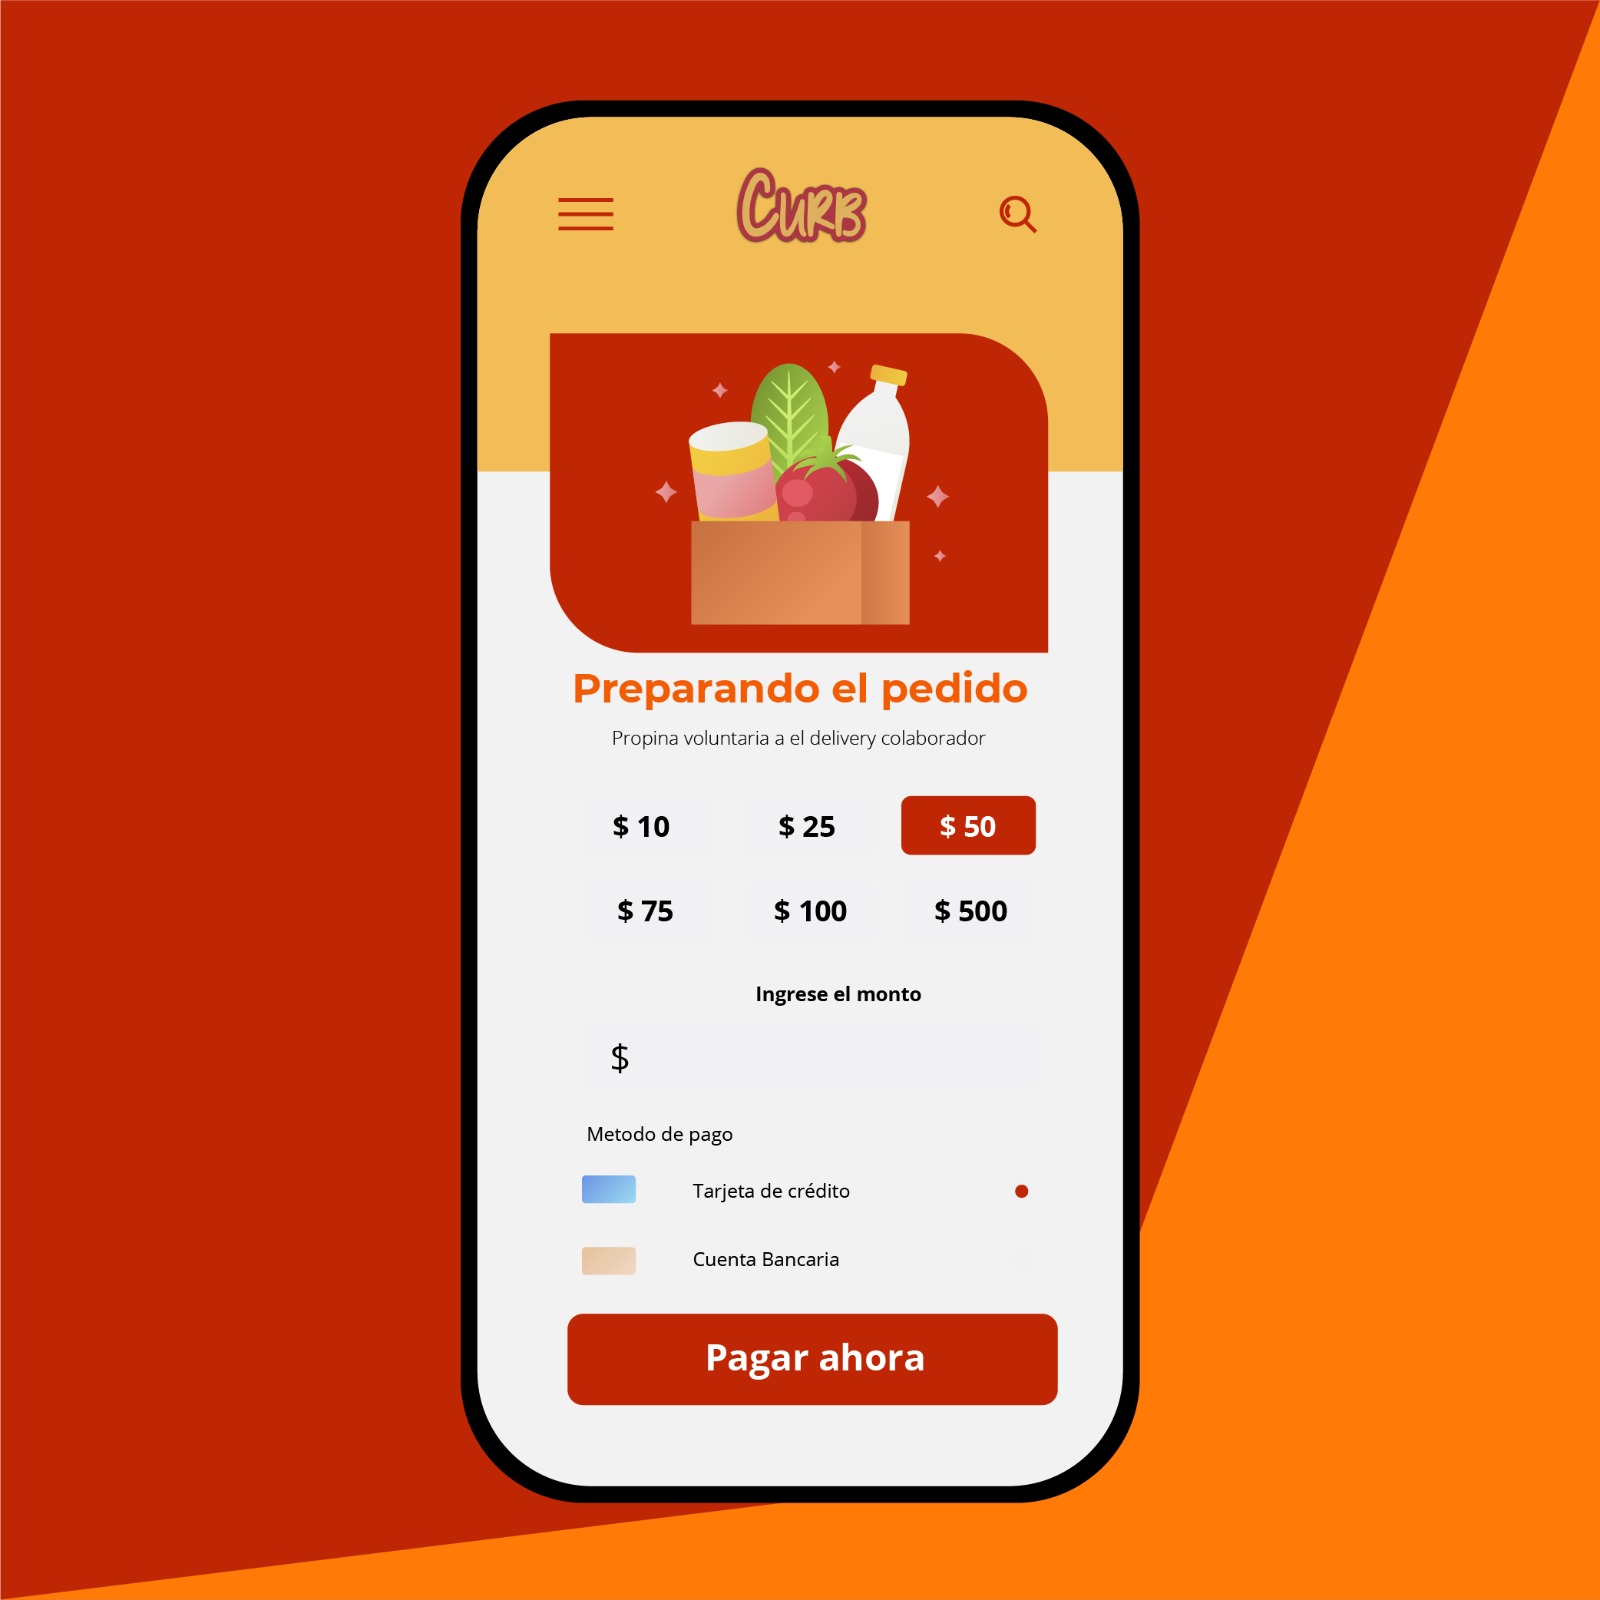 CURB
Preparando el pedido
Propina voluntaria a el delivery colaborador
$ 10 $ 25 $ 50
$ 75 $ 100 $ 500
Ingrese el monto
$
Metodo de pago
Tarjeta de crédito
Cuenta Bancaria
Pagar ahora